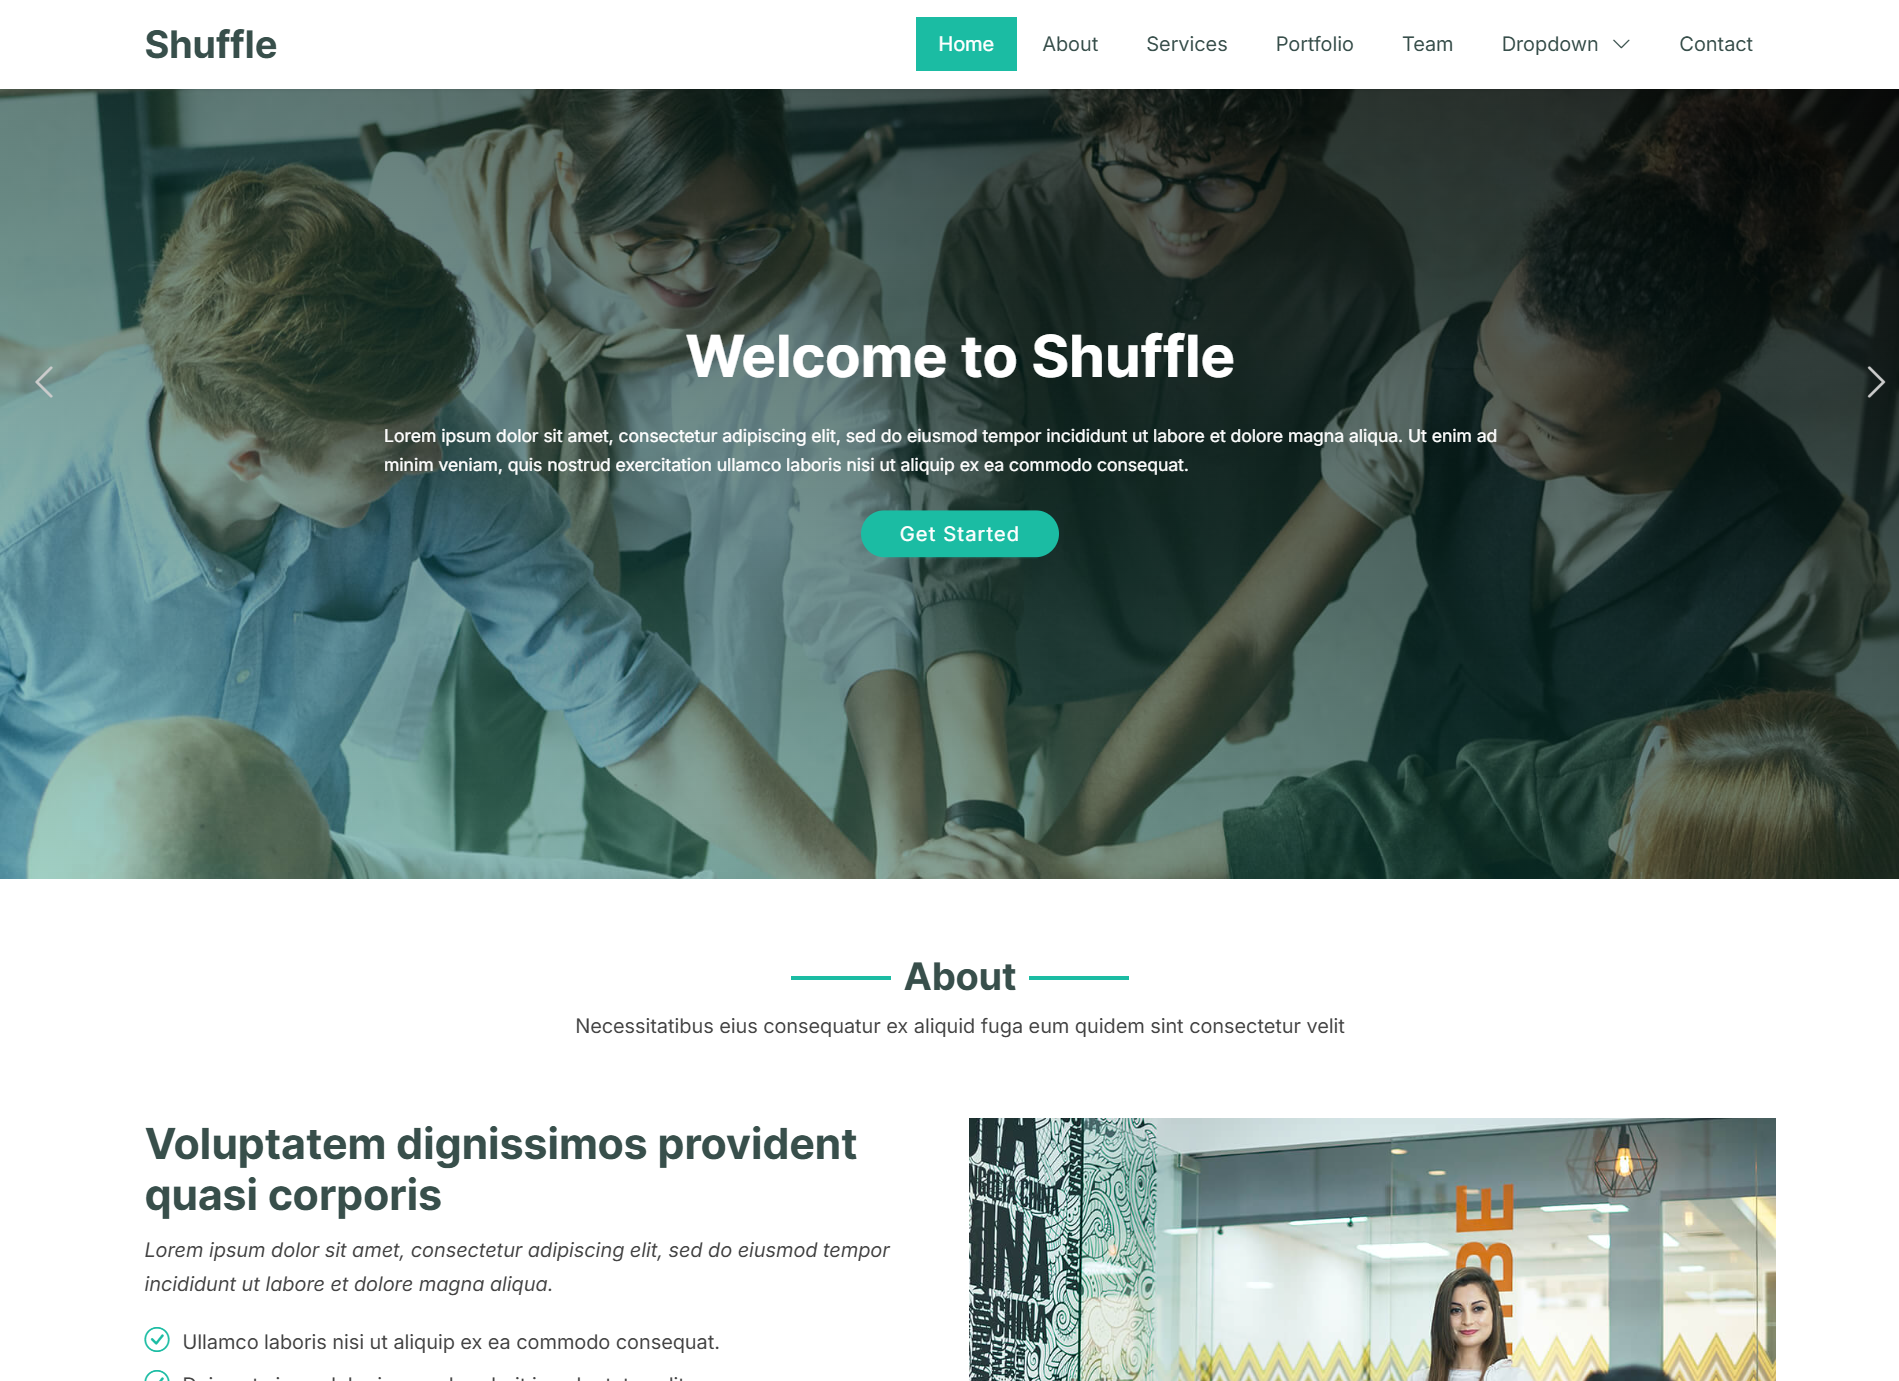 Shuffle
Home About Services Portfolio Team Dropdown Contact
Welcome to Shuffle
Lorem ipsum dolor sit amet, consectetur adipiscing elit, sed do eiusmod tempor incididunt ut labore et dolore magna aliqua. Ut enim ad
minim veniam, quis nostrud exercitation ullamco laboris nisi ut aliquip ex ea commodo consequat.
Get Started
About
Necessitatibus eius consequatur ex aliquid fuga eum quidem sint consectetur velit
Voluptatem dignissimos provident
quasi corporis
Lorem ipsum dolor sit amet, consectetur adipiscing elit, sed do eiusmod tempor
incididunt ut labore et dolore magna aliqua.
Ullamco laboris nisi ut aliquip ex ea commodo consequat.
CHINA
CHINA